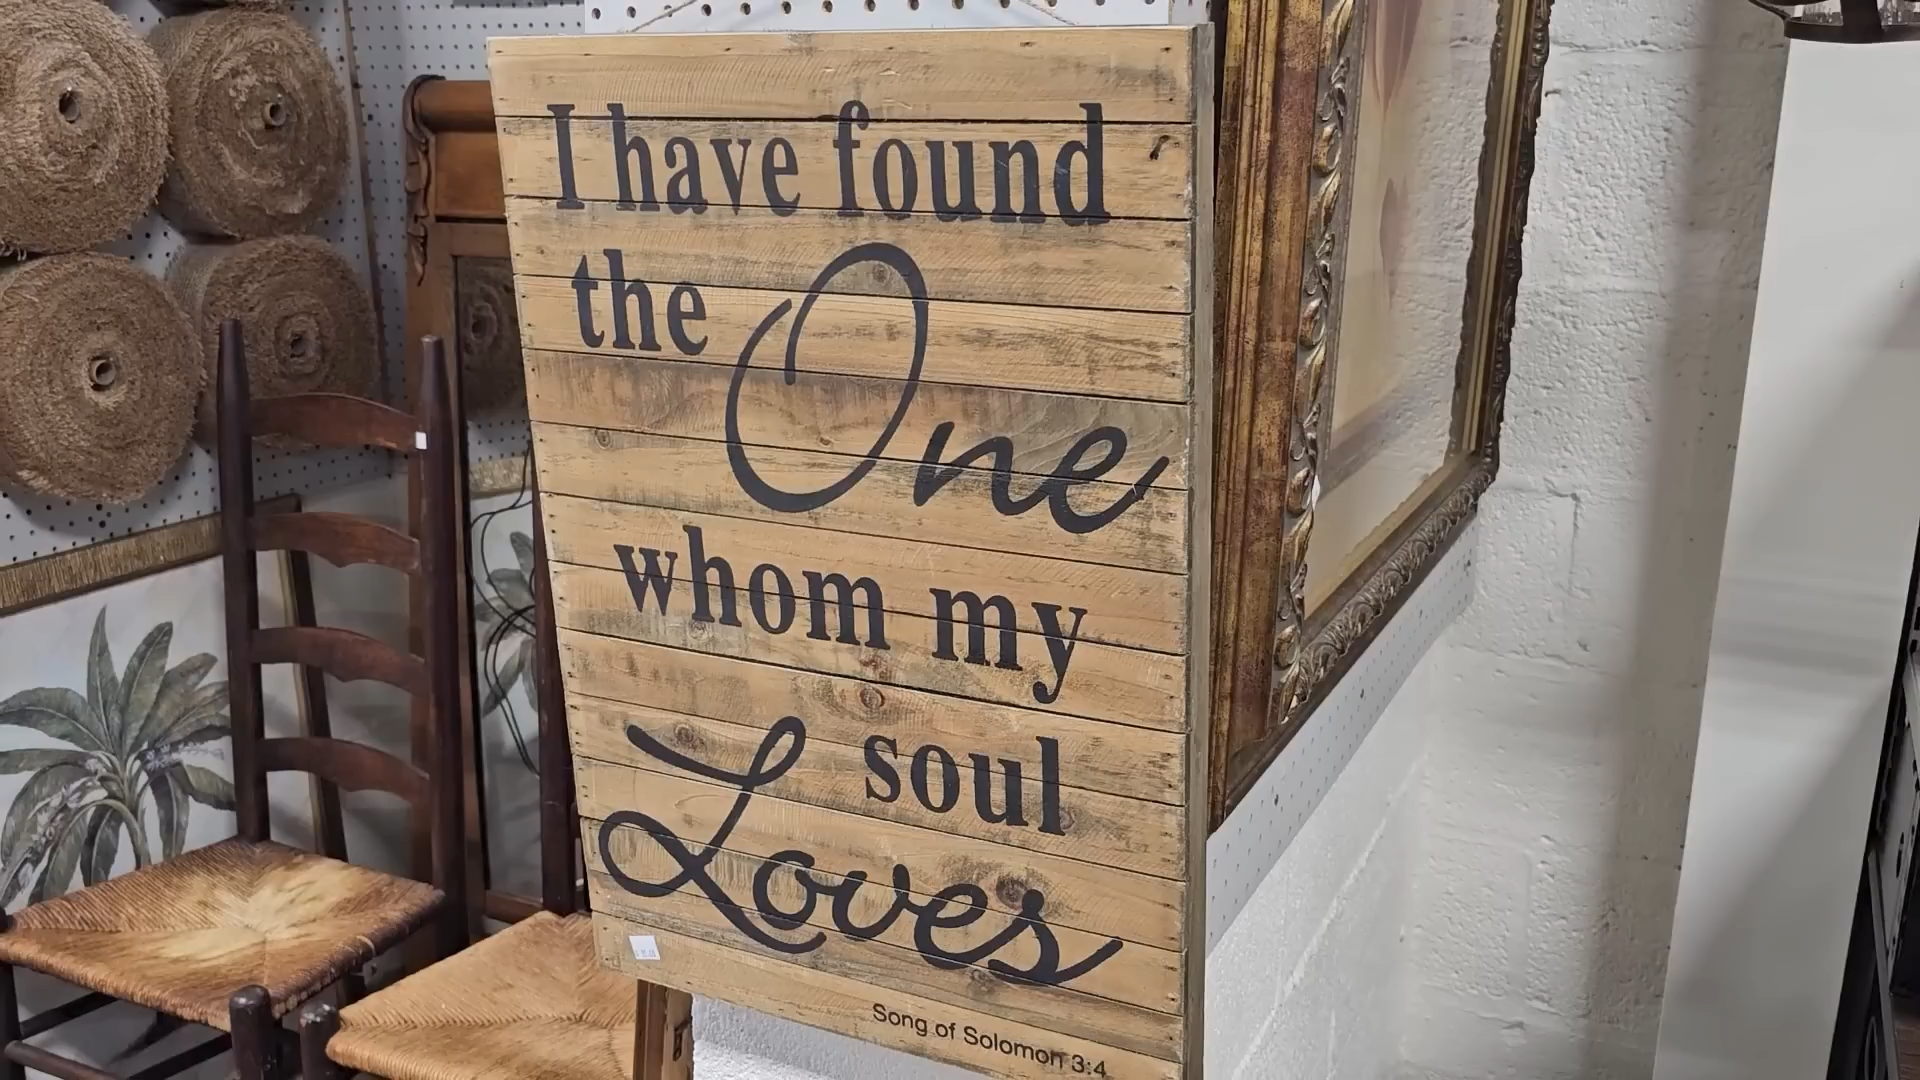 I have found
the One
whom my
soul
Loves
Song of Solomon 3:4